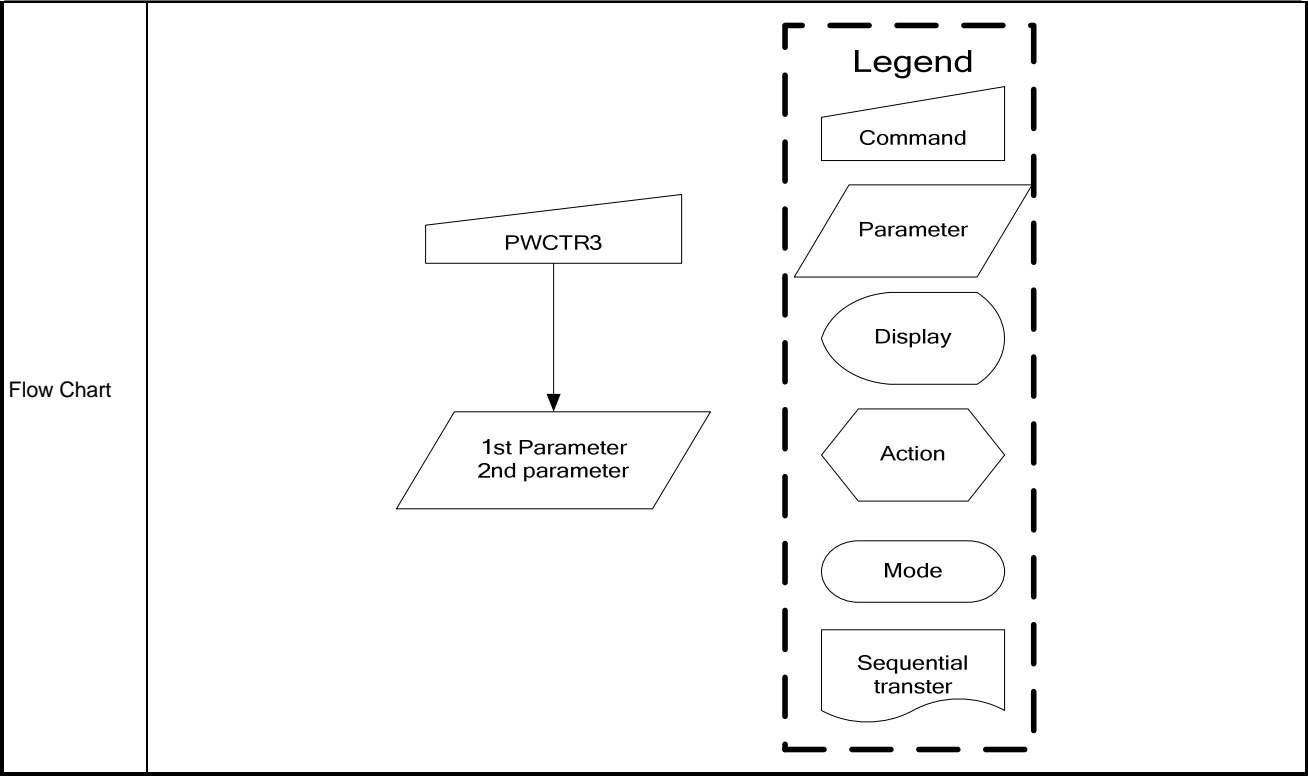 Flow Chart
PWCTR3
1st Parameter
2nd parameter
Legend
Command
Parameter
Display
Action
Mode
Sequential
transter